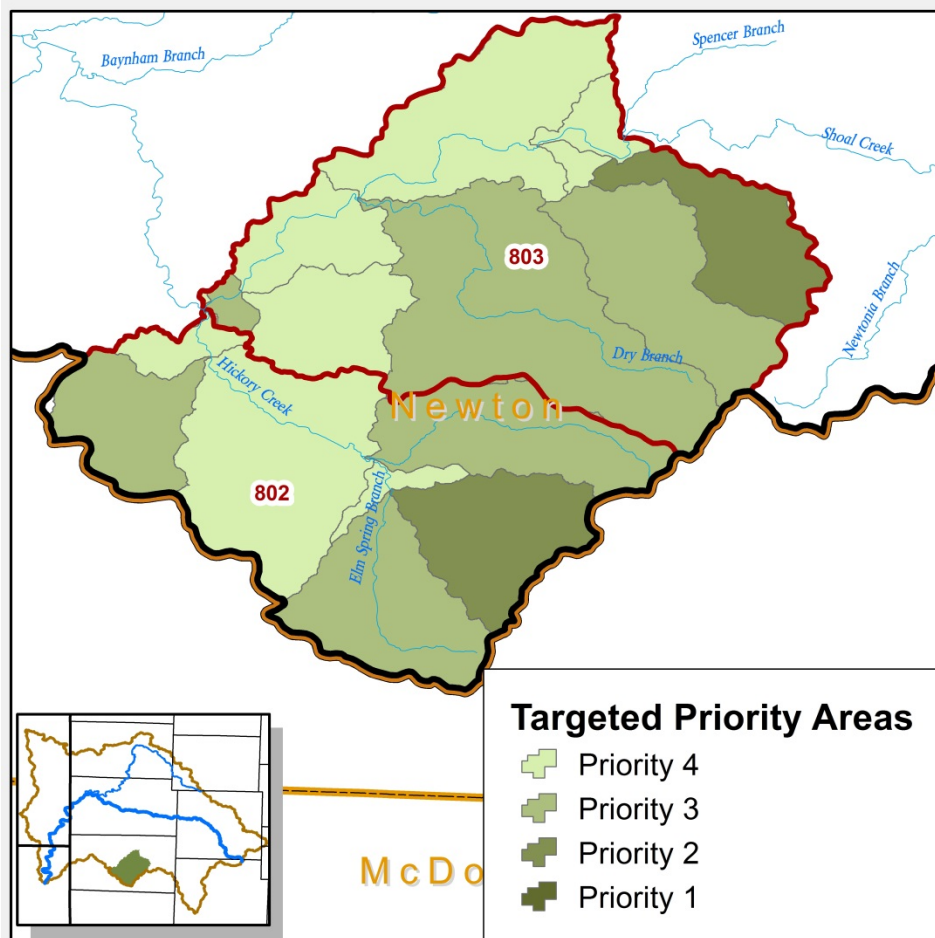 Spencer Branch
Baynham Branch
Shoal Creek
803
Newtonia Branch
Dry Branch
Hickory Creek
Newton
802
Elm Spring Branch
Targeted Priority Areas
Priority 4
Priority 3
Priority 2
Priority 1
McDo